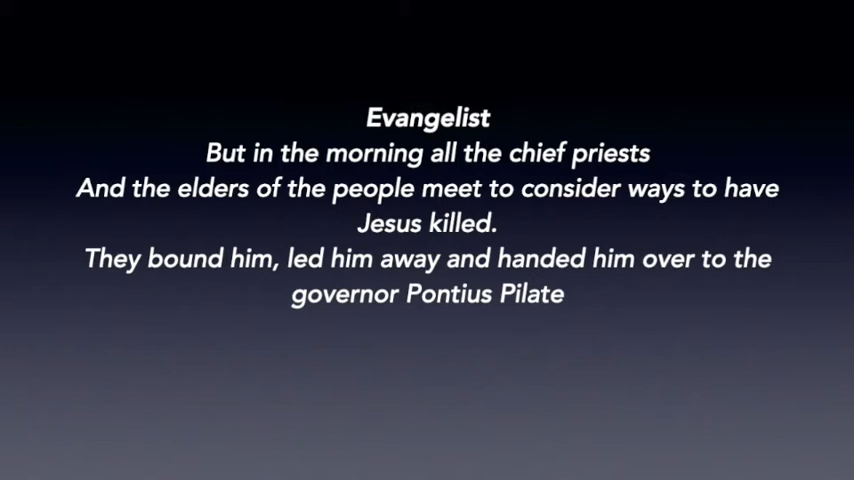 Evangelist
But in the morning all the chief priests
And the elders of the people meet to consider ways to have
Jesus killed.
They bound him, led him away and handed him over to the
governor Pontius Pilate